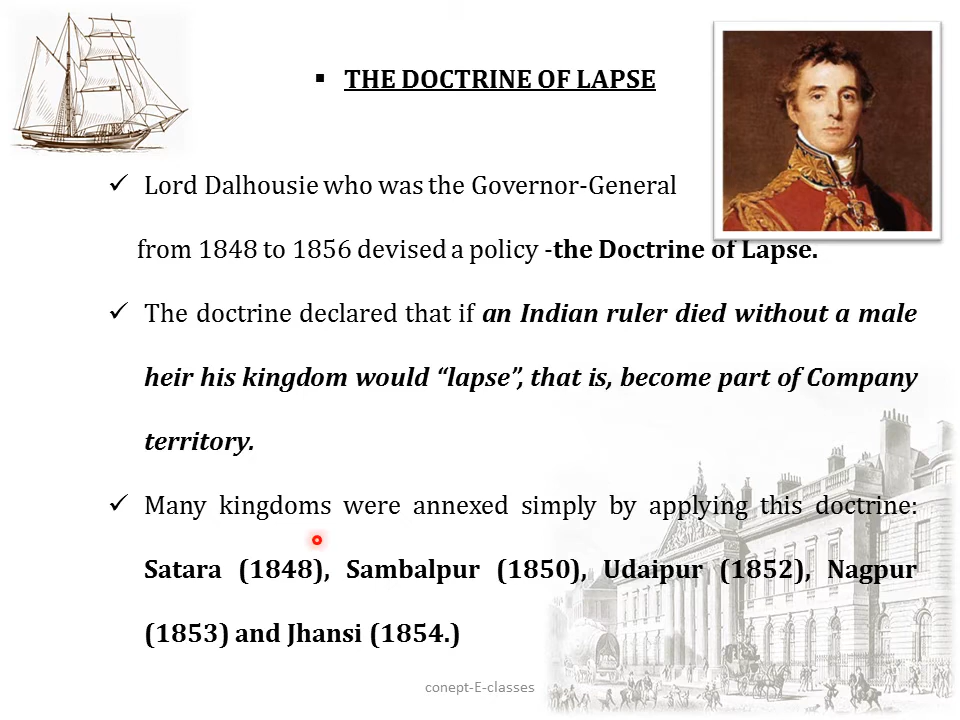 ▪ THE DOCTRINE OF LAPSE
✓ Lord Dalhousie who was the Governor-General
from 1848 to 1856 devised a policy -the Doctrine of Lapse.
✓ The doctrine declared that if an Indian ruler died without a male
heir his kingdom would “lapse”, that is, become part of Company
territory.
✓ Many kingdoms were annexed simply by applying this doctrine:
Satara (1848), Sambalpur (1850), Udaipur (1852), Nagpur
(1853) and Jhansi (1854.)
conept-E-classes